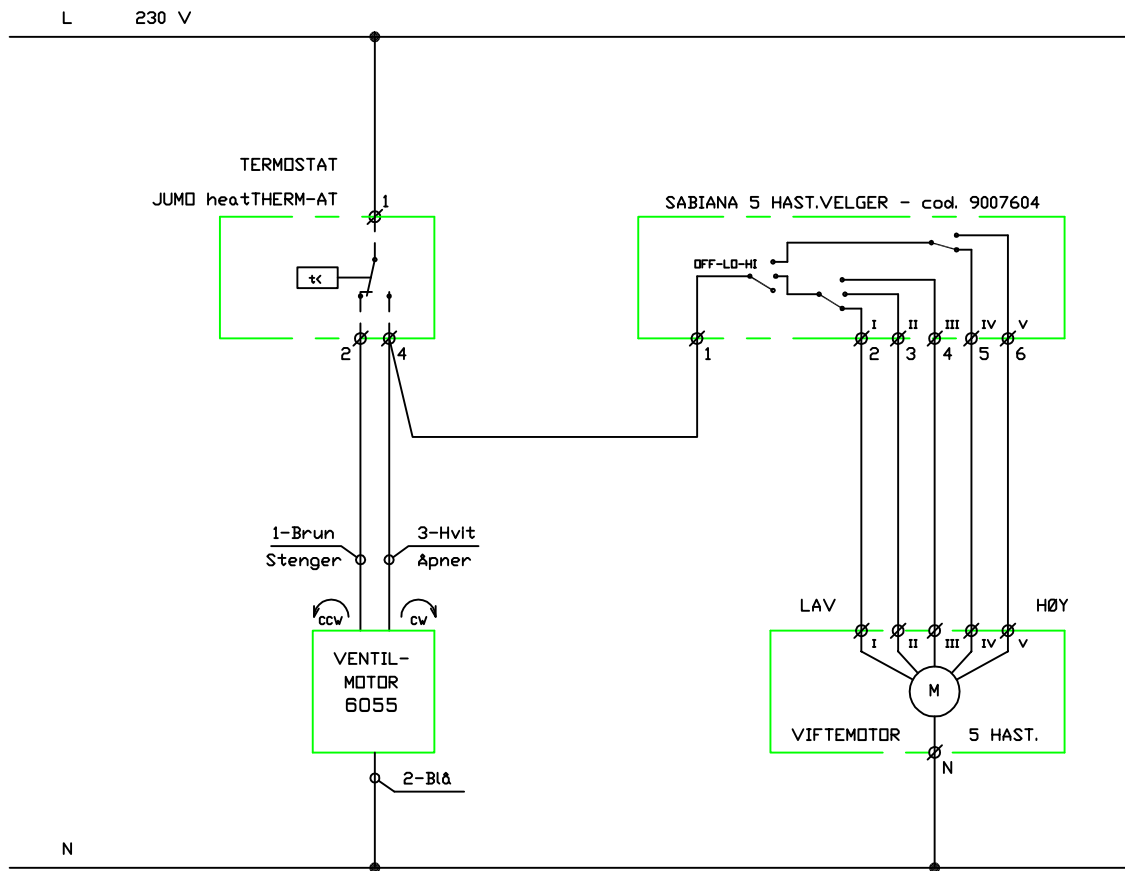 L 230 V
TERMOSTAT
JUMO heatTHERM-AT 1
SABIANA 5 HAST.VELGER - cod. 9007604
OFF-LO-HI
t<
I II III IV V
2 4
1 2 3 4 5 6
1-Brun 3-Hvit
Stenger Åpner
LAV HØY
CCW CW
I II III IV V
VENTIL-
MOTOR
6055
M
VIFTEMOTOR 5 HAST.
N
2-Blå
N